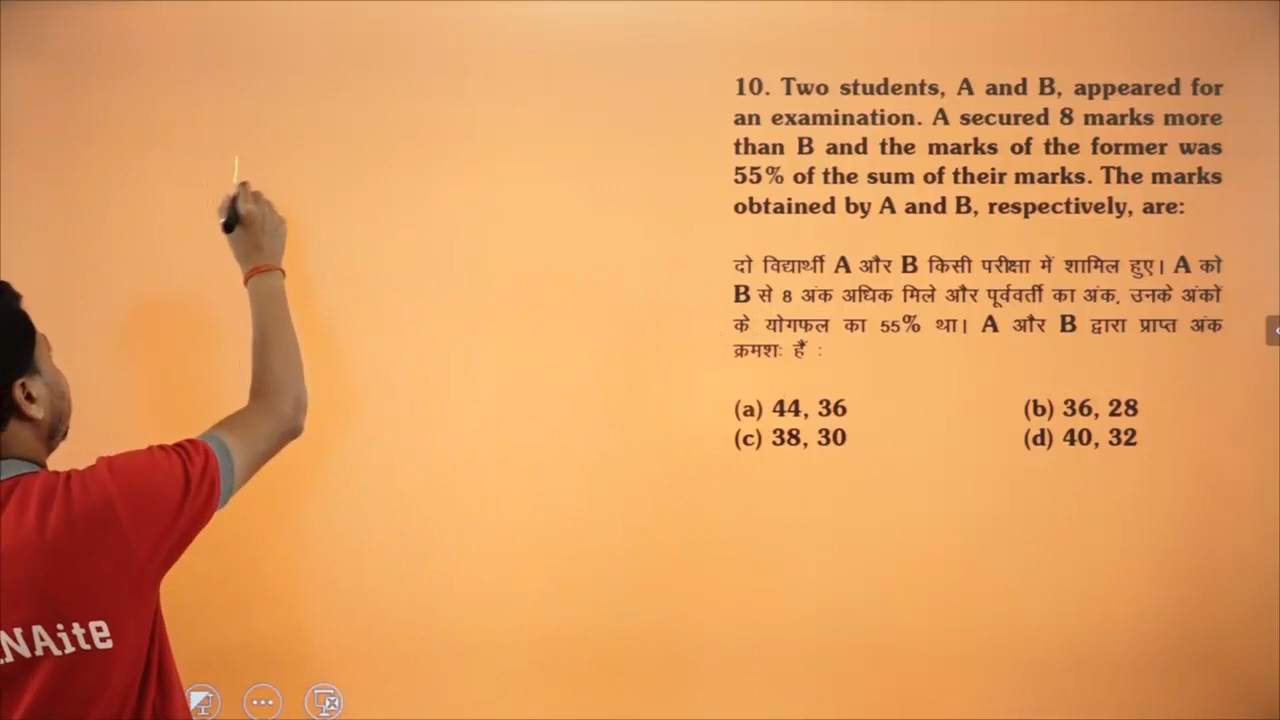 10. Two students, A and B, appeared for
an examination. A secured 8 marks more
than B and the marks of the former was
55% of the sum of their marks. The marks
obtained by A and B, respectively, are:
दो विद्यार्थी A और B किसी परीक्षा में शामिल हुए। A को
B से 8 अंक अधिक मिले और पूर्ववर्ती का अंक, उनके अंकों
के योगफल का 55% था। A और B द्वारा प्राप्त अंक
क्रमशः हैं :
(a) 44, 36 (b) 36, 28
(c) 38, 30 (d) 40, 32
NAite